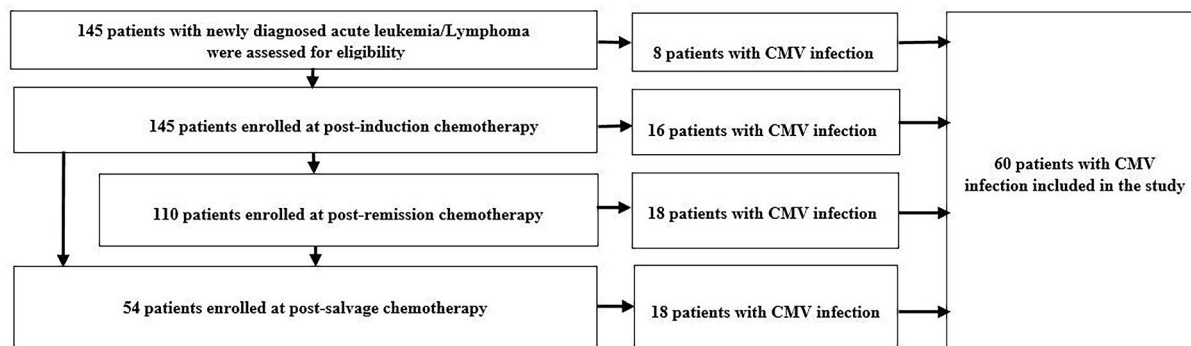 145 patients with newly diagnosed acute leukemia/Lymphoma
were assessed for eligibility
8 patients with CMV infection
145 patients enrolled at post-induction chemotherapy
16 patients with CMV infection
110 patients enrolled at post-remission chemotherapy
18 patients with CMV infection
54 patients enrolled at post-salvage chemotherapy
18 patients with CMV infection
60 patients with CMV
infection included in the study